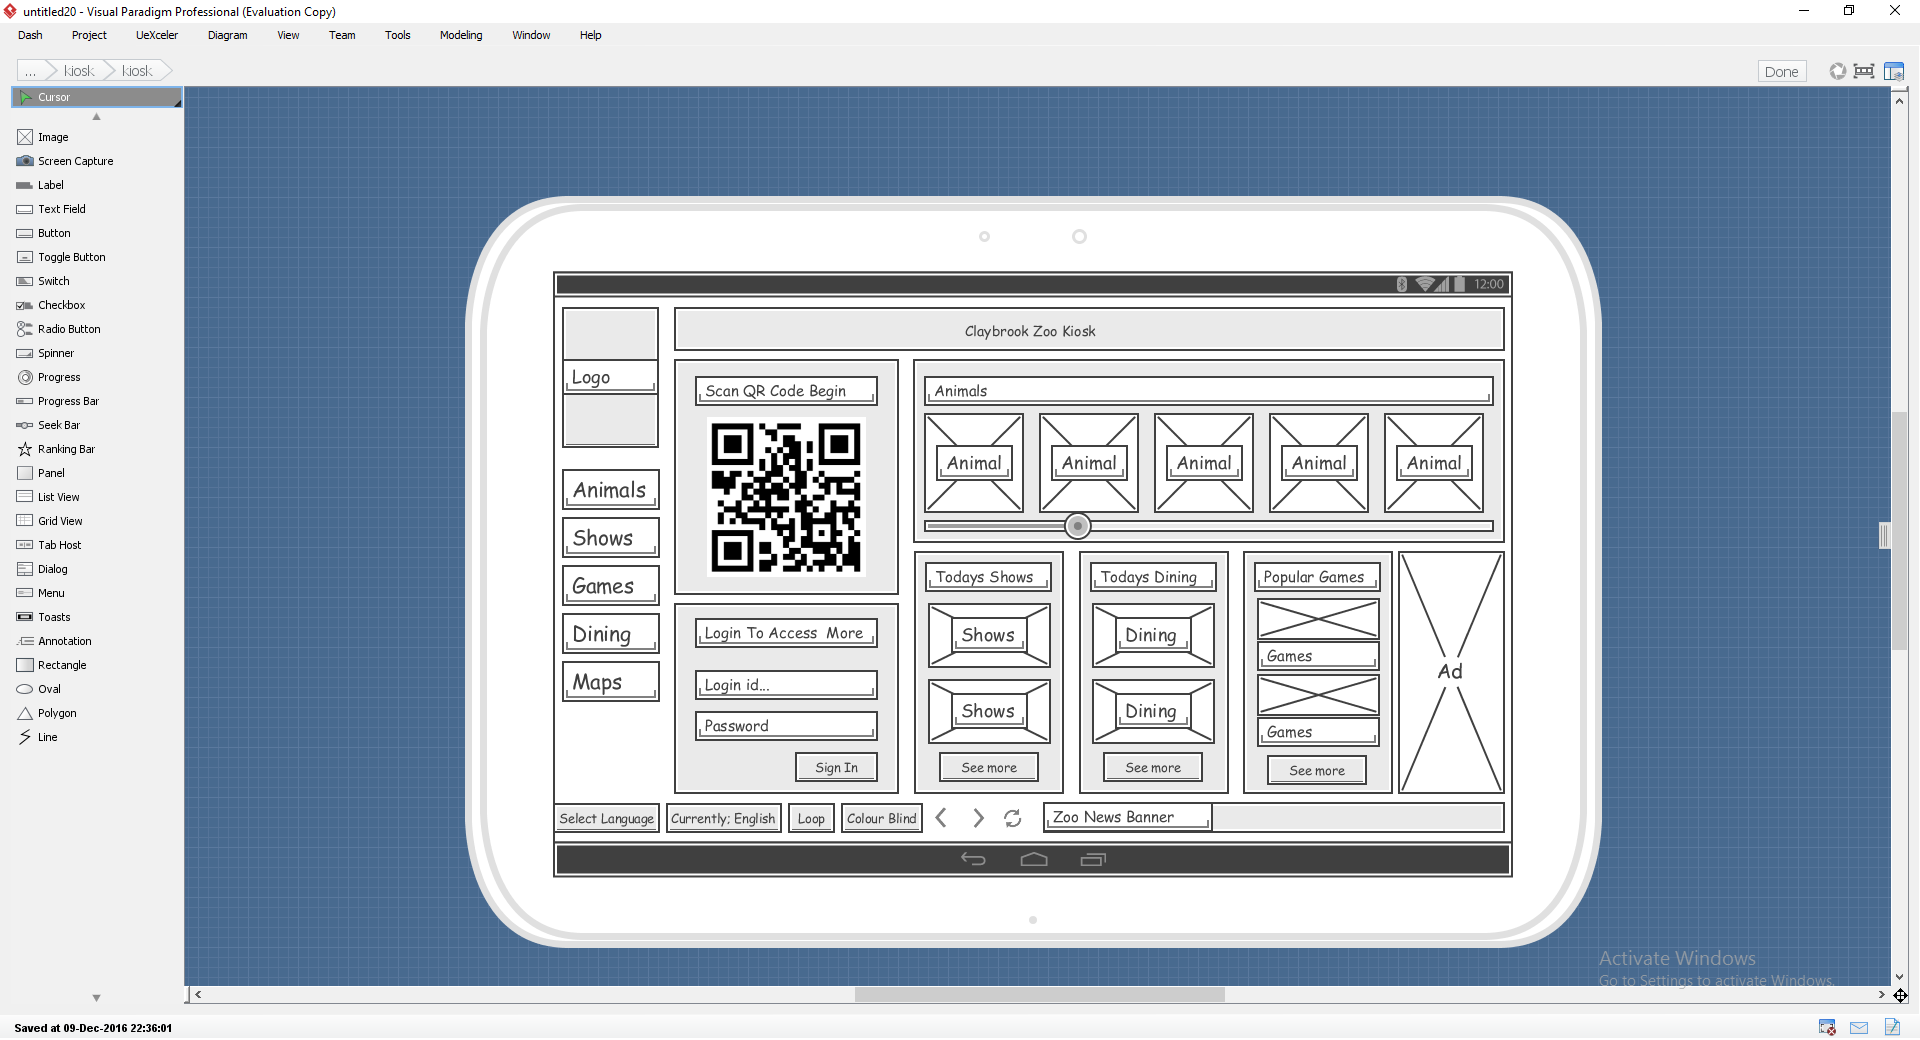 untitled20 - Visual Paradigm Professional (Evaluation Copy)
Dash Project UeXceler Diagram View Team Tools Modeling Window Help
... kiosk kiosk
Done
Cursor
Image
Screen Capture
Label
Text Field
Button
Toggle Button
Switch
Checkbox
Radio Button
Spinner
Progress
Progress Bar
Seek Bar
Ranking Bar
Panel
List View
Grid View
Tab Host
Dialog
Menu
Toasts
Annotation
Rectangle
Oval
Polygon
Line
12:00
Claybrook Zoo Kiosk
Logo
Animals
Shows
Games
Dining
Maps
Scan QR Code Begin
Login To Access More
Login id...
Password
Sign In
Animals
Animal Animal Animal Animal Animal
Todays Shows
Shows
Shows
See more
Todays Dining
Dining
Dining
See more
Popular Games
Games
Games
See more
Ad
Select Language Currently; English Loop Colour Blind
Zoo News Banner
Activate Windows
Go to Settings to activate Windows.
Saved at 09-Dec-2016 22:36:01